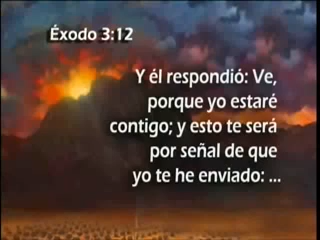 Éxodo 3:12
Y él respondió: Ve,
porque yo estaré
contigo; y esto te será
por señal de que
yo te he enviado: ...